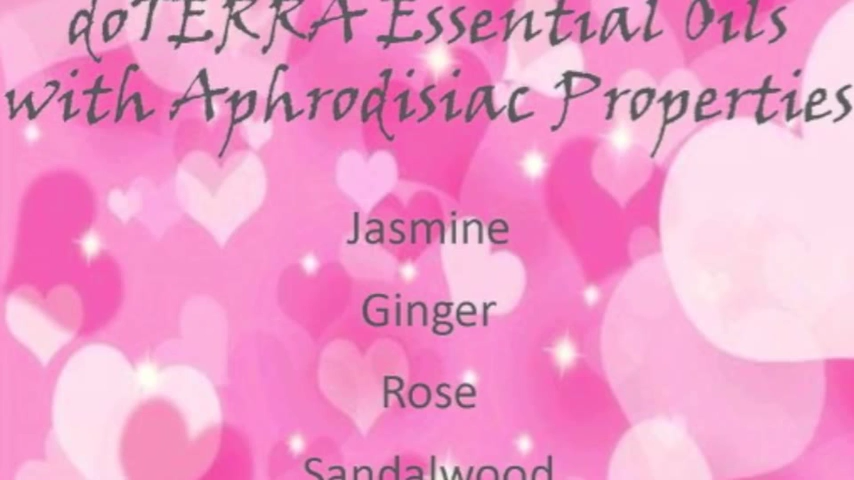 doTERRA Essential Oils
with Aphrodisiac Properties
Jasmine
Ginger
Rose
Sandalwood